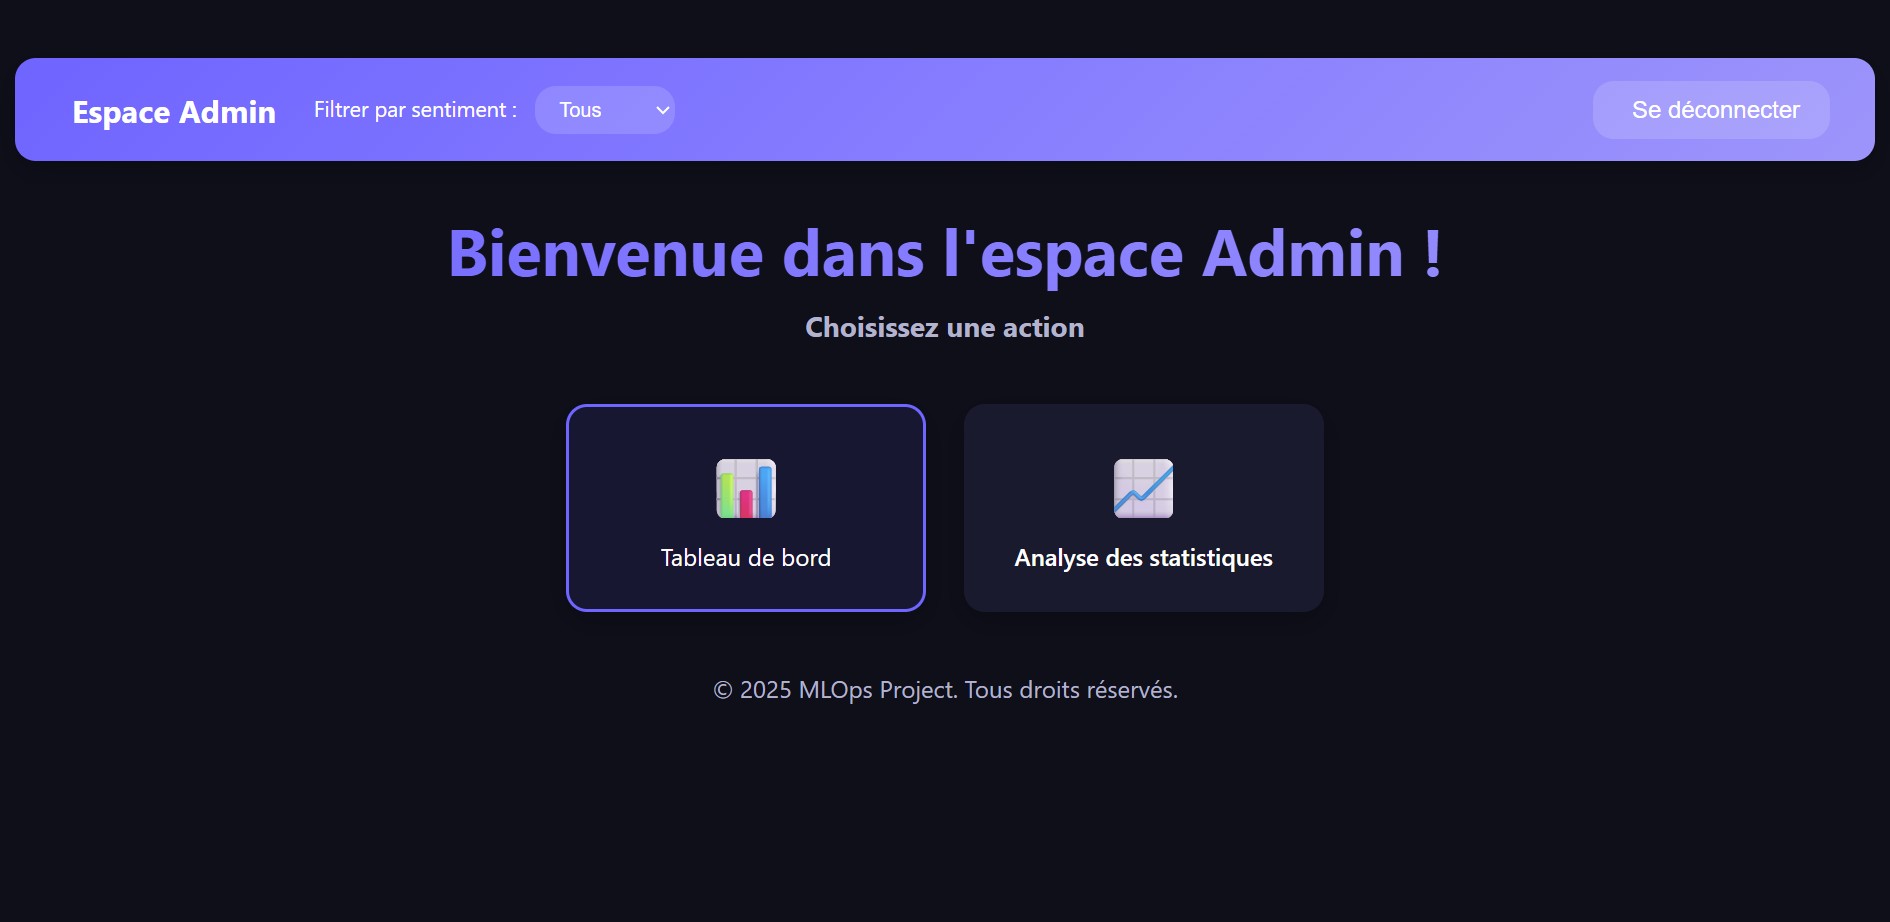 Espace Admin
Filtrer par sentiment :
Tous
Se déconnecter
Bienvenue dans l'espace Admin !
Choisissez une action
Tableau de bord
Analyse des statistiques
© 2025 MLOps Project. Tous droits réservés.